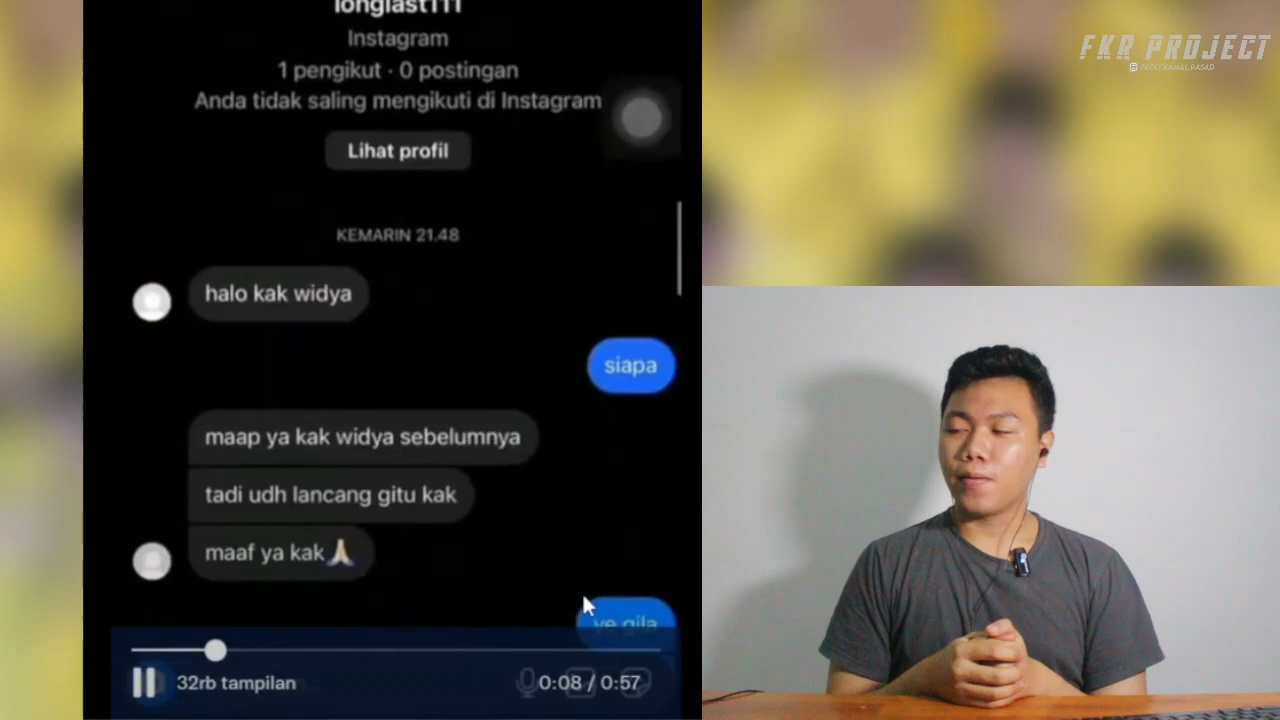 longlast111
Instagram
1 pengikut · 0 postingan
Anda tidak saling mengikuti di Instagram
Lihat profil
KEMARIN 21.48
halo kak widya
siapa
maap ya kak widya sebelumnya
tadi udh lancang gitu kak
maaf ya kak🙏🏻
ye gila
32rb tampilan
0:08 / 0:57
FKR PROJECT